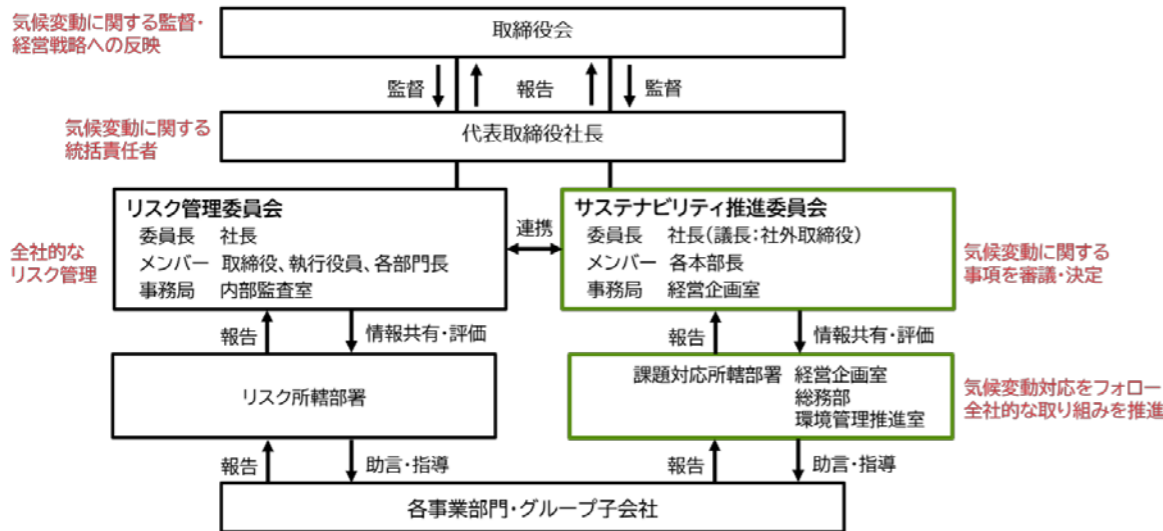 気候変動に関する監督・
経営戦略への反映
取締役会
監督
報告
監督
気候変動に関する
統括責任者
代表取締役社長
リスク管理委員会
委員長 社長
メンバー 取締役、執行役員、各部門長
事務局 内部監査室
全社的な
リスク管理
連携
サステナビリティ推進委員会
委員長 社長(議長:社外取締役)
メンバー 各本部長
事務局 経営企画室
気候変動に関する
事項を審議・決定
報告
情報共有・評価
報告
情報共有・評価
リスク所轄部署
課題対応所轄部署 経営企画室
総務部
環境管理推進室
気候変動対応をフォロー
全社的な取り組みを推進
報告
助言・指導
報告
助言・指導
各事業部門・グループ子会社